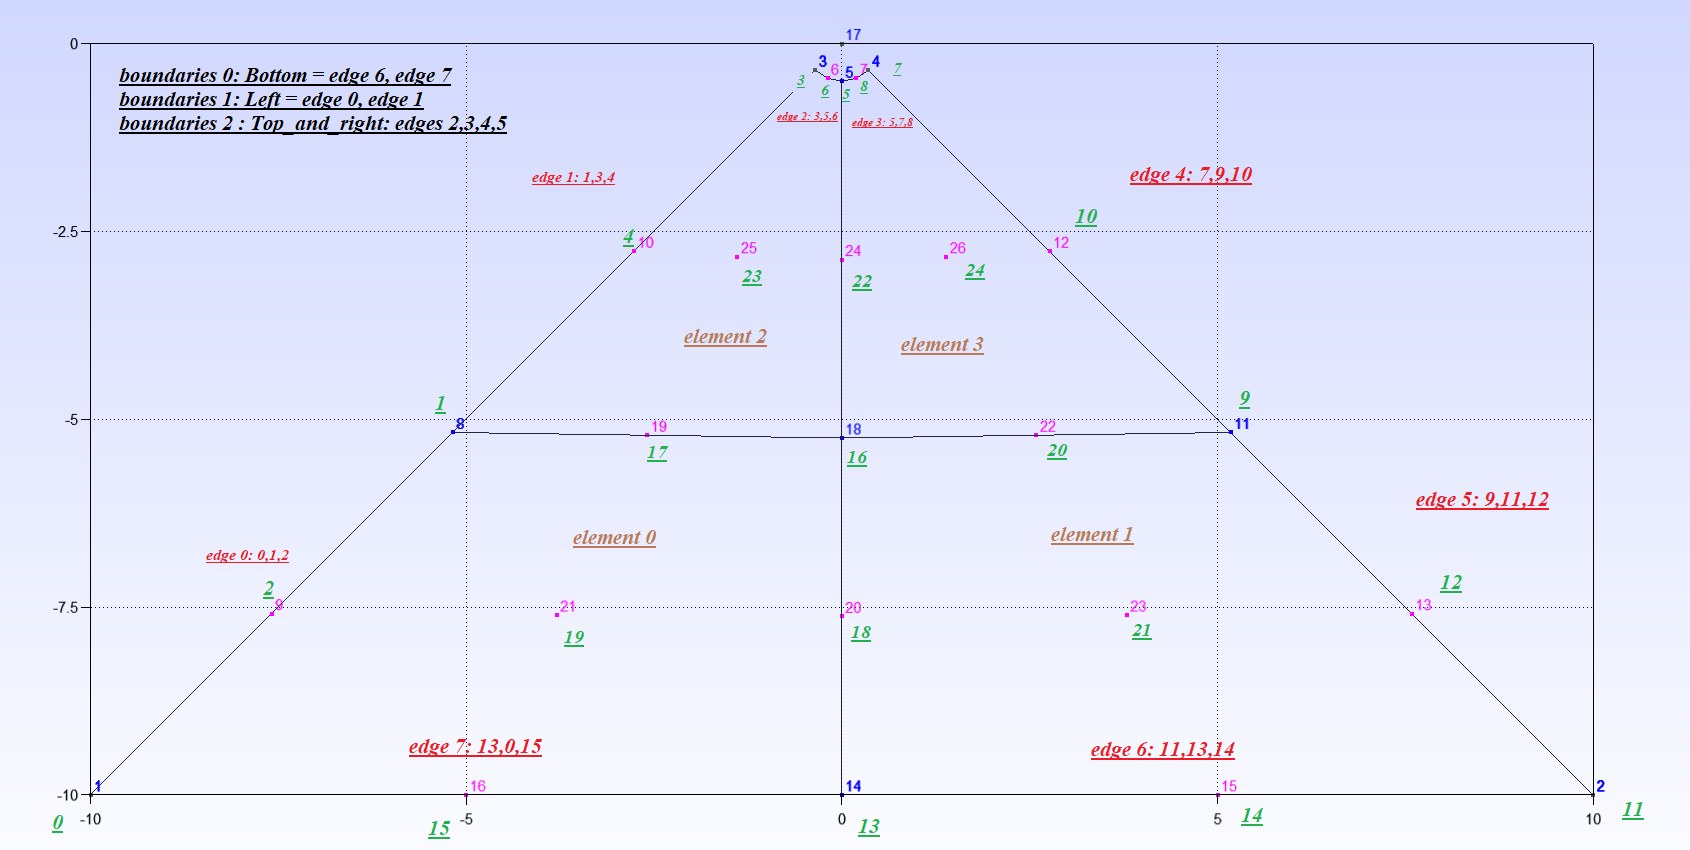 17
0
boundaries 0: Bottom = edge 6, edge 7
3 6 5 7 4 7
3 6 5 8
boundaries 1: Left = edge 0, edge 1
boundaries 2 : Top_and_right: edges 2,3,4,5
edge 2: 3,5,6 edge 3: 5,7,8
edge 1: 1,3,4 edge 4: 7,9,10
10
-2.5 4 10 25 24 26 12
23 22 24
element 2 element 3
1 9
-5 8 19 18 22 11
17 16 20
edge 5: 9,11,12
element 0 element 1
edge 0: 0,1,2
2 12
-7.5 9 21 20 23 13
19 18 21
edge 7: 13,0,15 edge 6: 11,13,14
-10 1 16 14 15 2
0 -10 -5 0 5 10 11
15 13 14